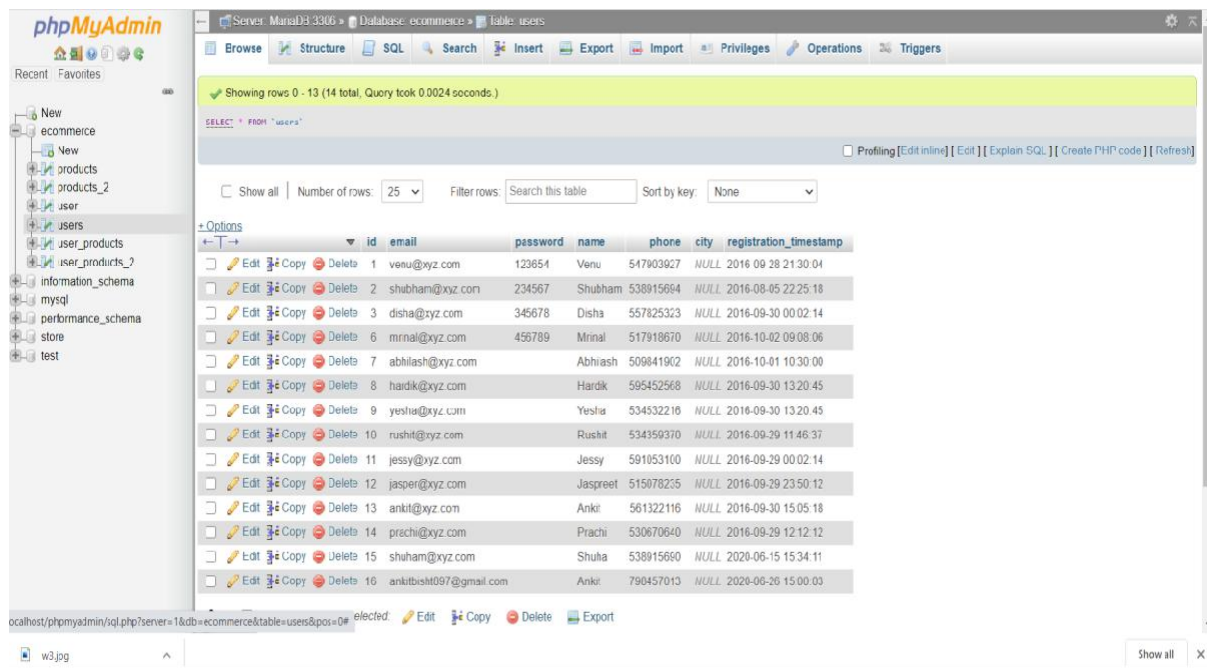 phpMyAdmin
Recent Favorites
New
ecommerce
New
products
products_2
user
users
user_products
user_products_2
information_schema
mysql
performance_schema
store
test
Server: MariaDB:3306 » Database: ecommerce » Table: users
Browse Structure SQL Search Insert Export Import Privileges Operations Triggers
Showing rows 0 - 13 (14 total, Query took 0.0024 seconds.)
SELECT * FROM `users`
Profiling [Edit inline] [ Edit ] [ Explain SQL ] [ Create PHP code ] [ Refresh]
Show all Number of rows: 25 Filter rows: Search this table Sort by key: None
+ Options
id email password name phone city registration_timestamp
Edit Copy Delete 1 venu@xyz.com 123654 Venu 547903927 NULL 2016-09-28 21:30:04
Edit Copy Delete 2 shubham@xyz.com 234567 Shubham 538915694 NULL 2016-08-05 22:25:18
Edit Copy Delete 3 disha@xyz.com 345678 Disha 557825323 NULL 2016-09-30 00:02:14
Edit Copy Delete 6 mrinal@xyz.com 456789 Mrinal 517918670 NULL 2016-10-02 09:08:06
Edit Copy Delete 7 abhilash@xyz.com Abhilash 509841902 NULL 2016-10-01 10:30:00
Edit Copy Delete 8 hardik@xyz.com Hardik 595452568 NULL 2016-09-30 13:20:45
Edit Copy Delete 9 yesha@xyz.com Yesha 534532216 NULL 2016-09-30 13:20:45
Edit Copy Delete 10 rushit@xyz.com Rushit 534359370 NULL 2016-09-29 11:46:37
Edit Copy Delete 11 jessy@xyz.com Jessy 591053100 NULL 2016-09-29 00:02:14
Edit Copy Delete 12 jasper@xyz.com Jaspreet 515078235 NULL 2016-09-29 23:50:12
Edit Copy Delete 13 ankit@xyz.com Ankit 561322116 NULL 2016-09-30 15:05:18
Edit Copy Delete 14 prachi@xyz.com Prachi 530670640 NULL 2016-09-29 12:12:12
Edit Copy Delete 15 shuham@xyz.com Shuha 538915690 NULL 2020-06-15 15:34:11
Edit Copy Delete 16 ankitbisht097@gmail.com Ankit 790457013 NULL 2020-06-26 15:00:03
elected: Edit Copy Delete Export
ocalhost/phpmyadmin/sql.php?server=1&db=ecommerce&table=users&pos=0#
w3.jpg
Show all X